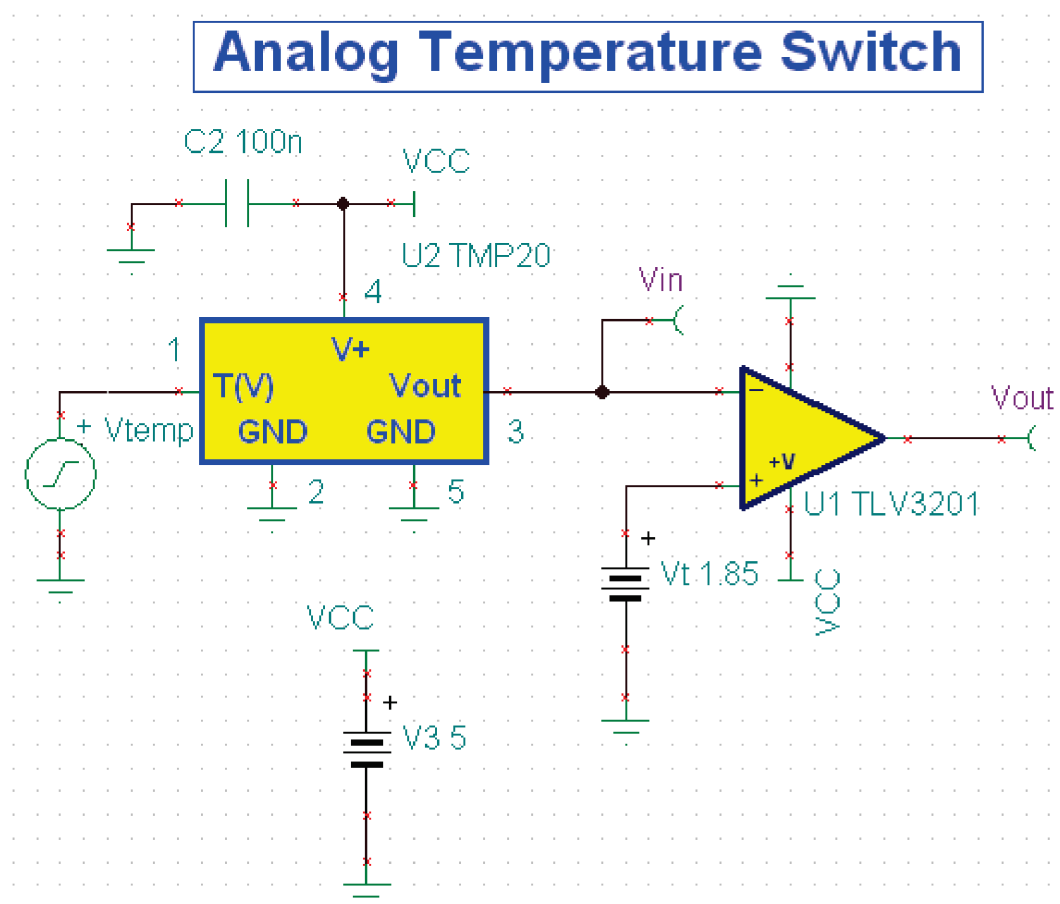 Analog Temperature Switch
C2 100n
VCC
U2 TMP20
4
Vin
1
V+
T(V)
Vout
GND
GND
3
+
Vtemp
2
5
−
+V
+
Vout
U1 TLV3201
+
Vt 1.85
VCC
VCC
+
V3 5